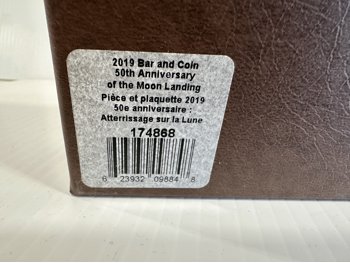 2019 Bar and Coin
50th Anniversary
of the Moon Landing
Pièce et plaquette 2019
50e anniversaire :
Atterrissage sur la Lune
174868
6 23932 09884 8